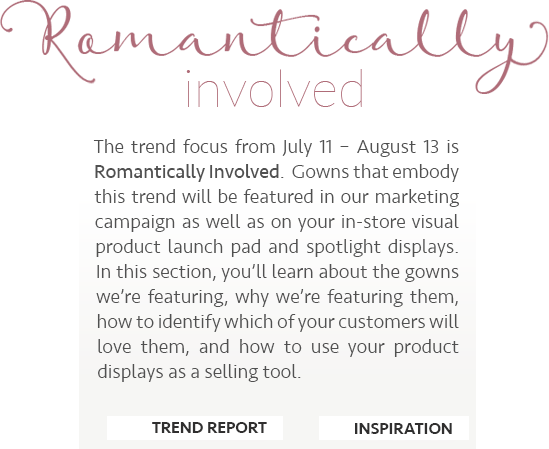 Romantically
involved
The trend focus from July 11 – August 13 is
Romantically Involved. Gowns that embody
this trend will be featured in our marketing
campaign as well as on your in-store visual
product launch pad and spotlight displays.
In this section, you'll learn about the gowns
we're featuring, why we're featuring them,
how to identify which of your customers will
love them, and how to use your product
displays as a selling tool.
TREND REPORT
INSPIRATION